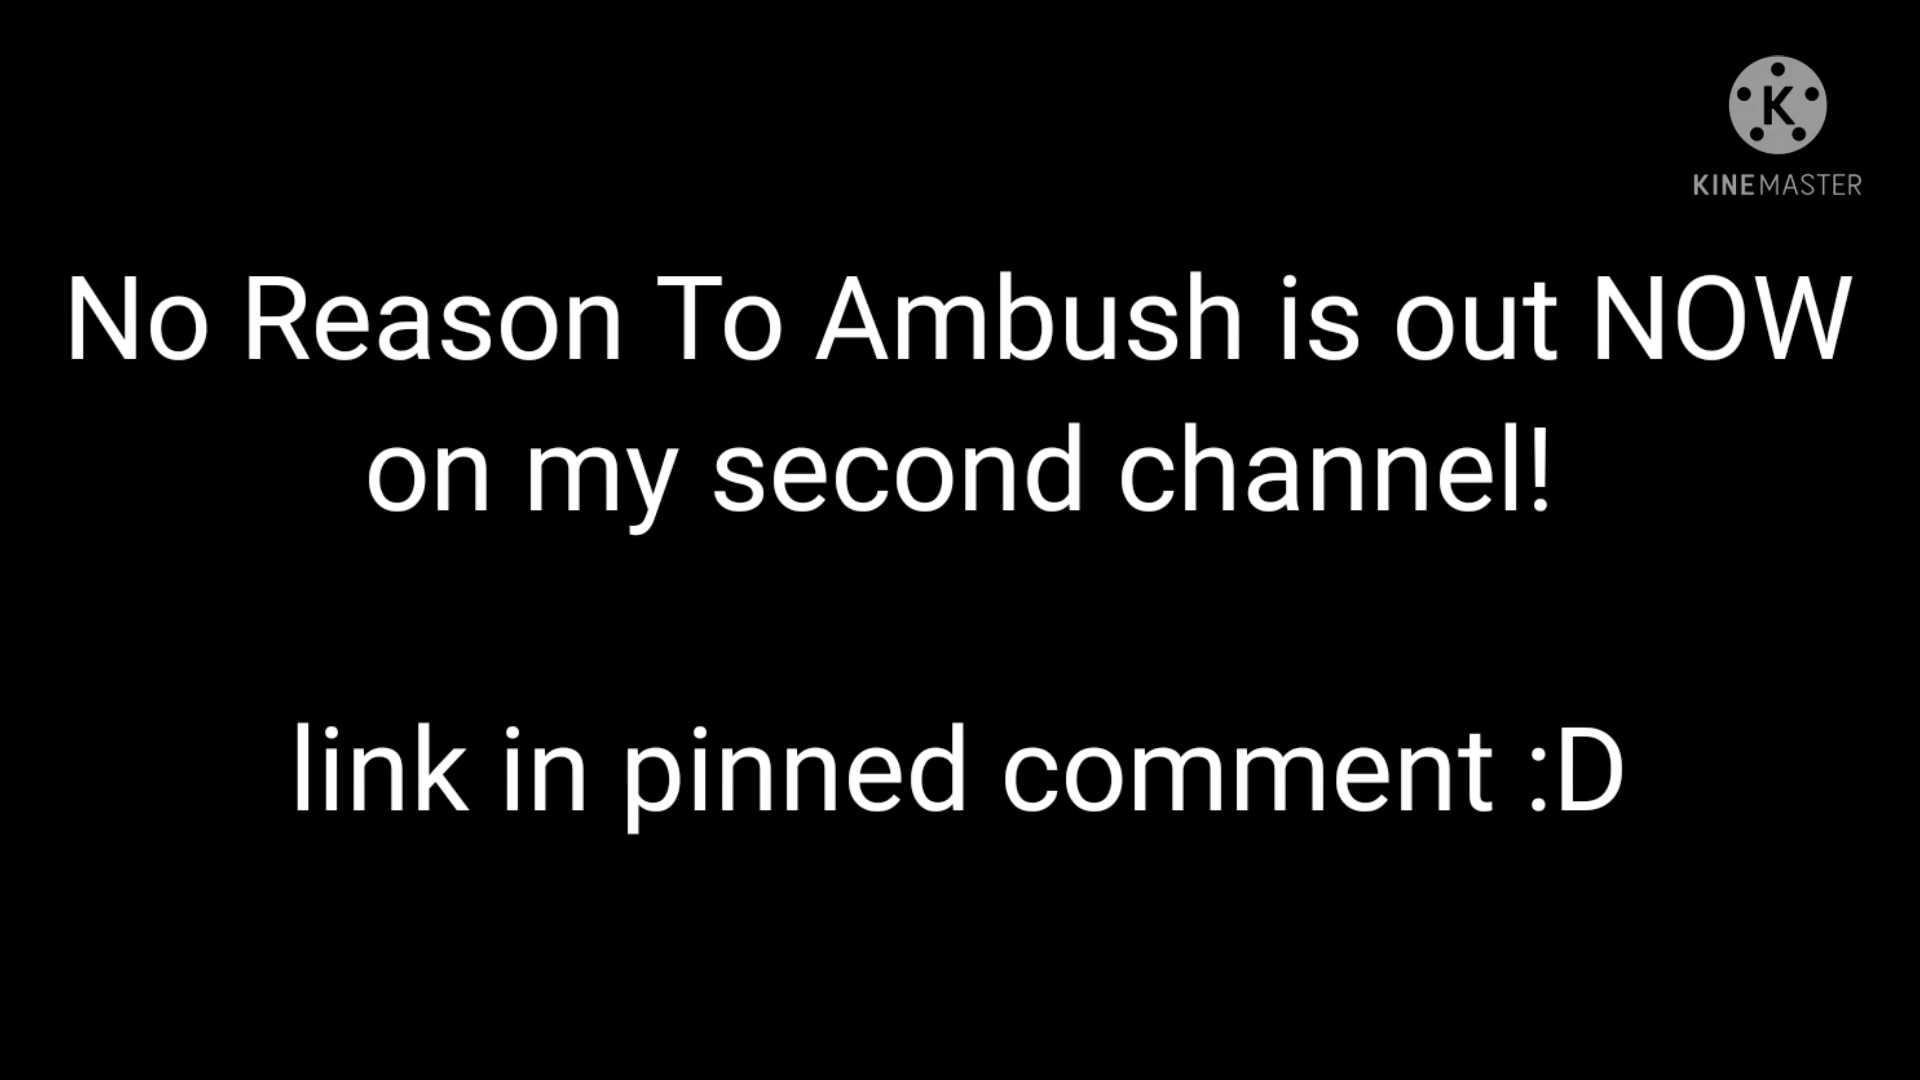 K
KINEMASTER
No Reason To Ambush is out NOW
on my second channel!
link in pinned comment :D